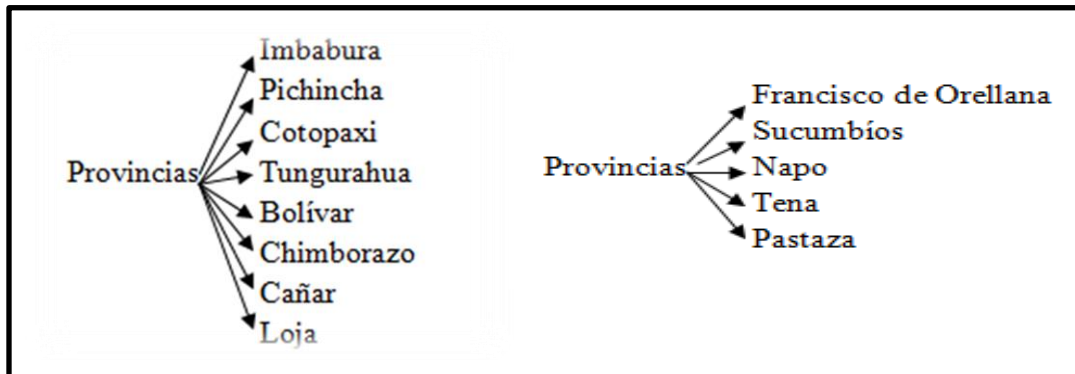 Provincias
Imbabura
Pichincha
Cotopaxi
Tungurahua
Bolívar
Chimborazo
Cañar
Loja
Provincias
Francisco de Orellana
Sucumbíos
Napo
Tena
Pastaza